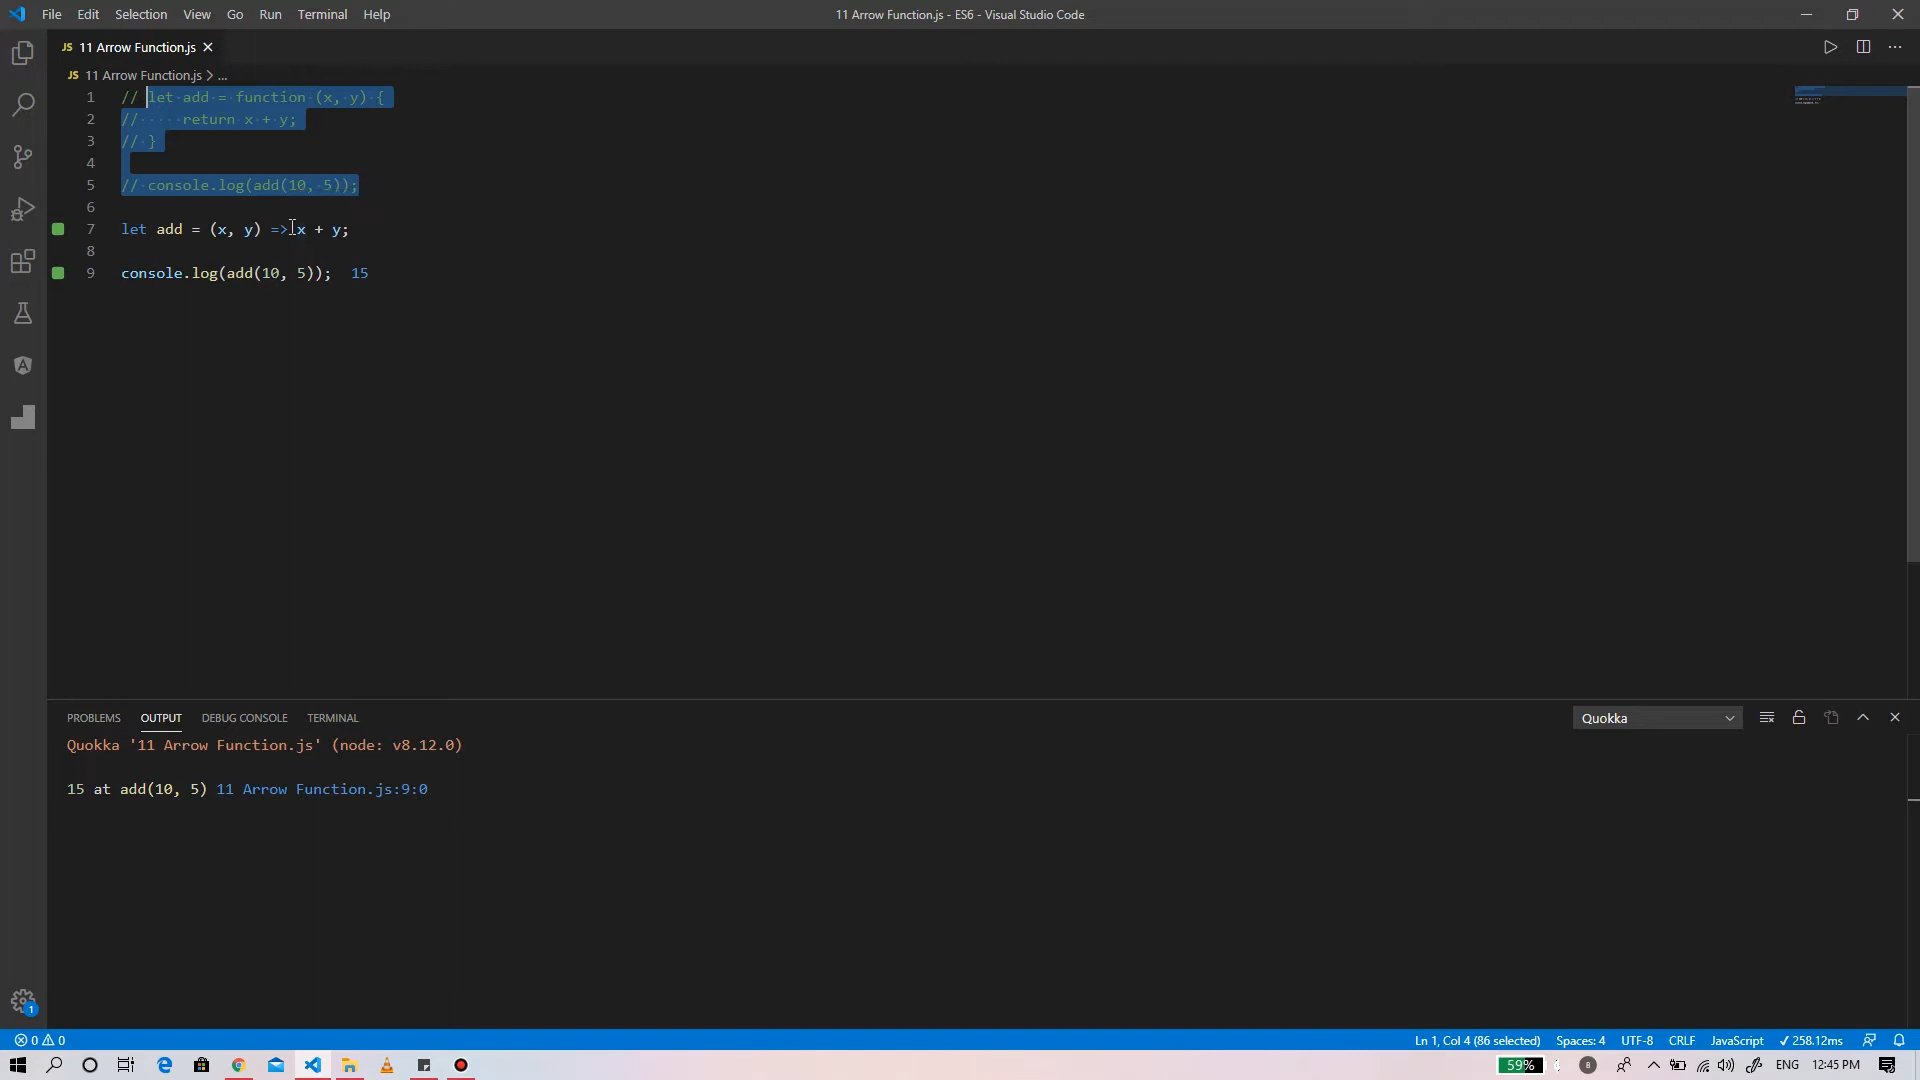 File Edit Selection View Go Run Terminal Help
11 Arrow Function.js - ES6 - Visual Studio Code
JS 11 Arrow Function.js
JS 11 Arrow Function.js > ...
1 // let add = function (x, y) {
2 //     return x + y;
3 // }
4
5 // console.log(add(10, 5));
6
7 let add = (x, y) => x + y;
8
9 console.log(add(10, 5)); 15
PROBLEMS OUTPUT DEBUG CONSOLE TERMINAL
Quokka
Quokka '11 Arrow Function.js' (node: v8.12.0)
15 at add(10, 5) 11 Arrow Function.js:9:0
1
0 0
Ln 1, Col 4 (86 selected) Spaces: 4 UTF-8 CRLF JavaScript ✓ 258.12ms
59% 8 ENG 12:45 PM